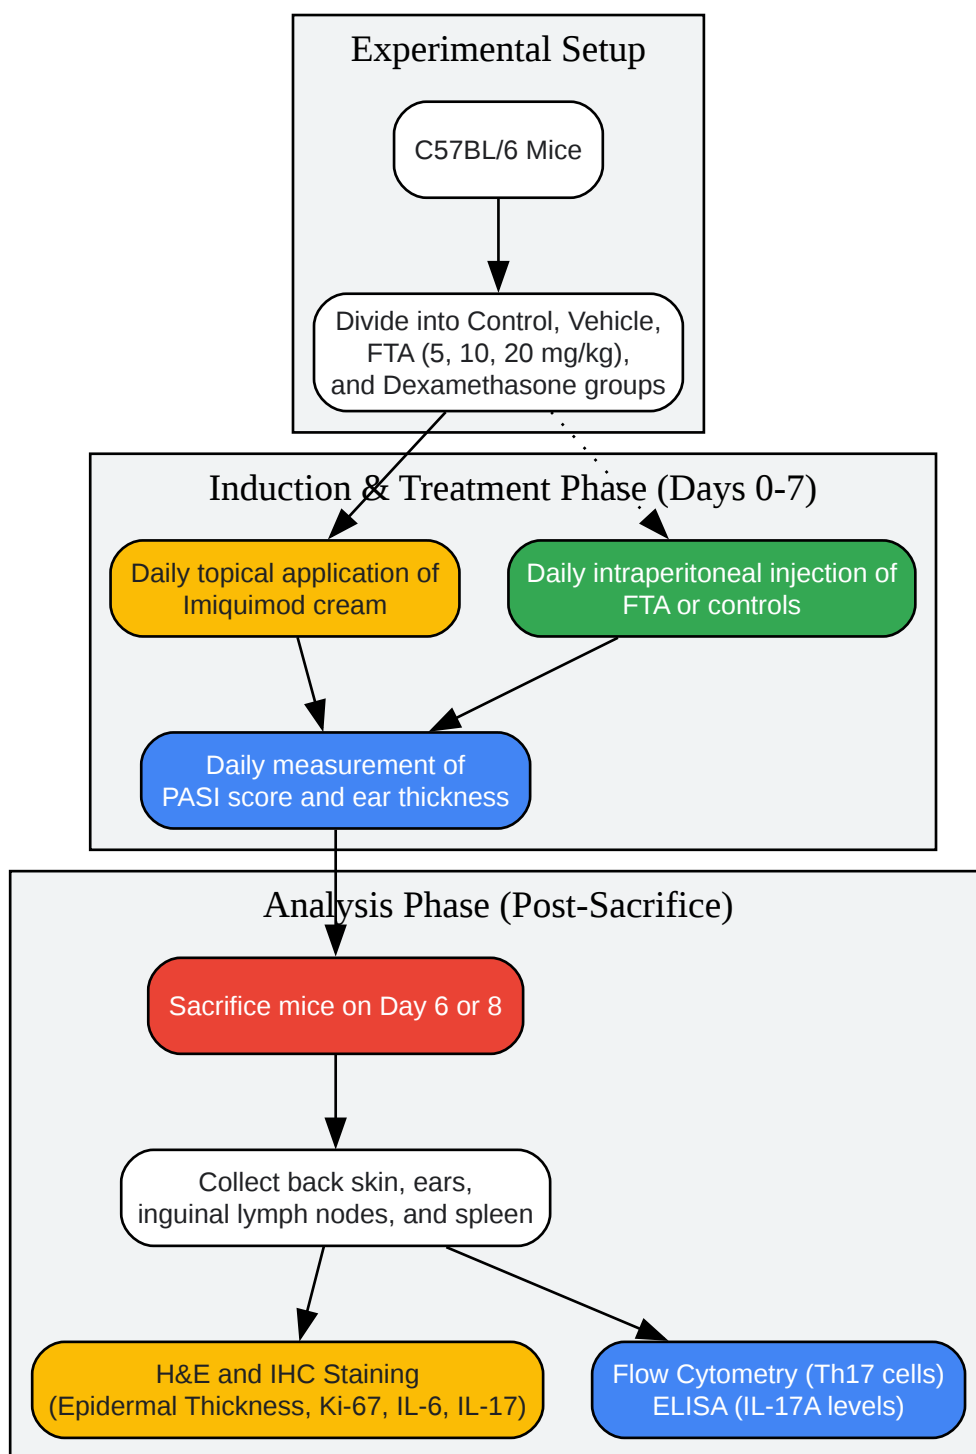 Experimental Setup
C57BL/6 Mice
Divide into Control, Vehicle,
FTA (5, 10, 20 mg/kg),
and Dexamethasone groups
Induction & Treatment Phase (Days 0-7)
Daily topical application of
Imiquimod cream
Daily intraperitoneal injection of
FTA or controls
Daily measurement of
PASI score and ear thickness
Analysis Phase (Post-Sacrifice)
Sacrifice mice on Day 6 or 8
Collect back skin, ears,
inguinal lymph nodes, and spleen
H&E and IHC Staining
(Epidermal Thickness, Ki-67, IL-6, IL-17)
Flow Cytometry (Th17 cells)
ELISA (IL-17A levels)